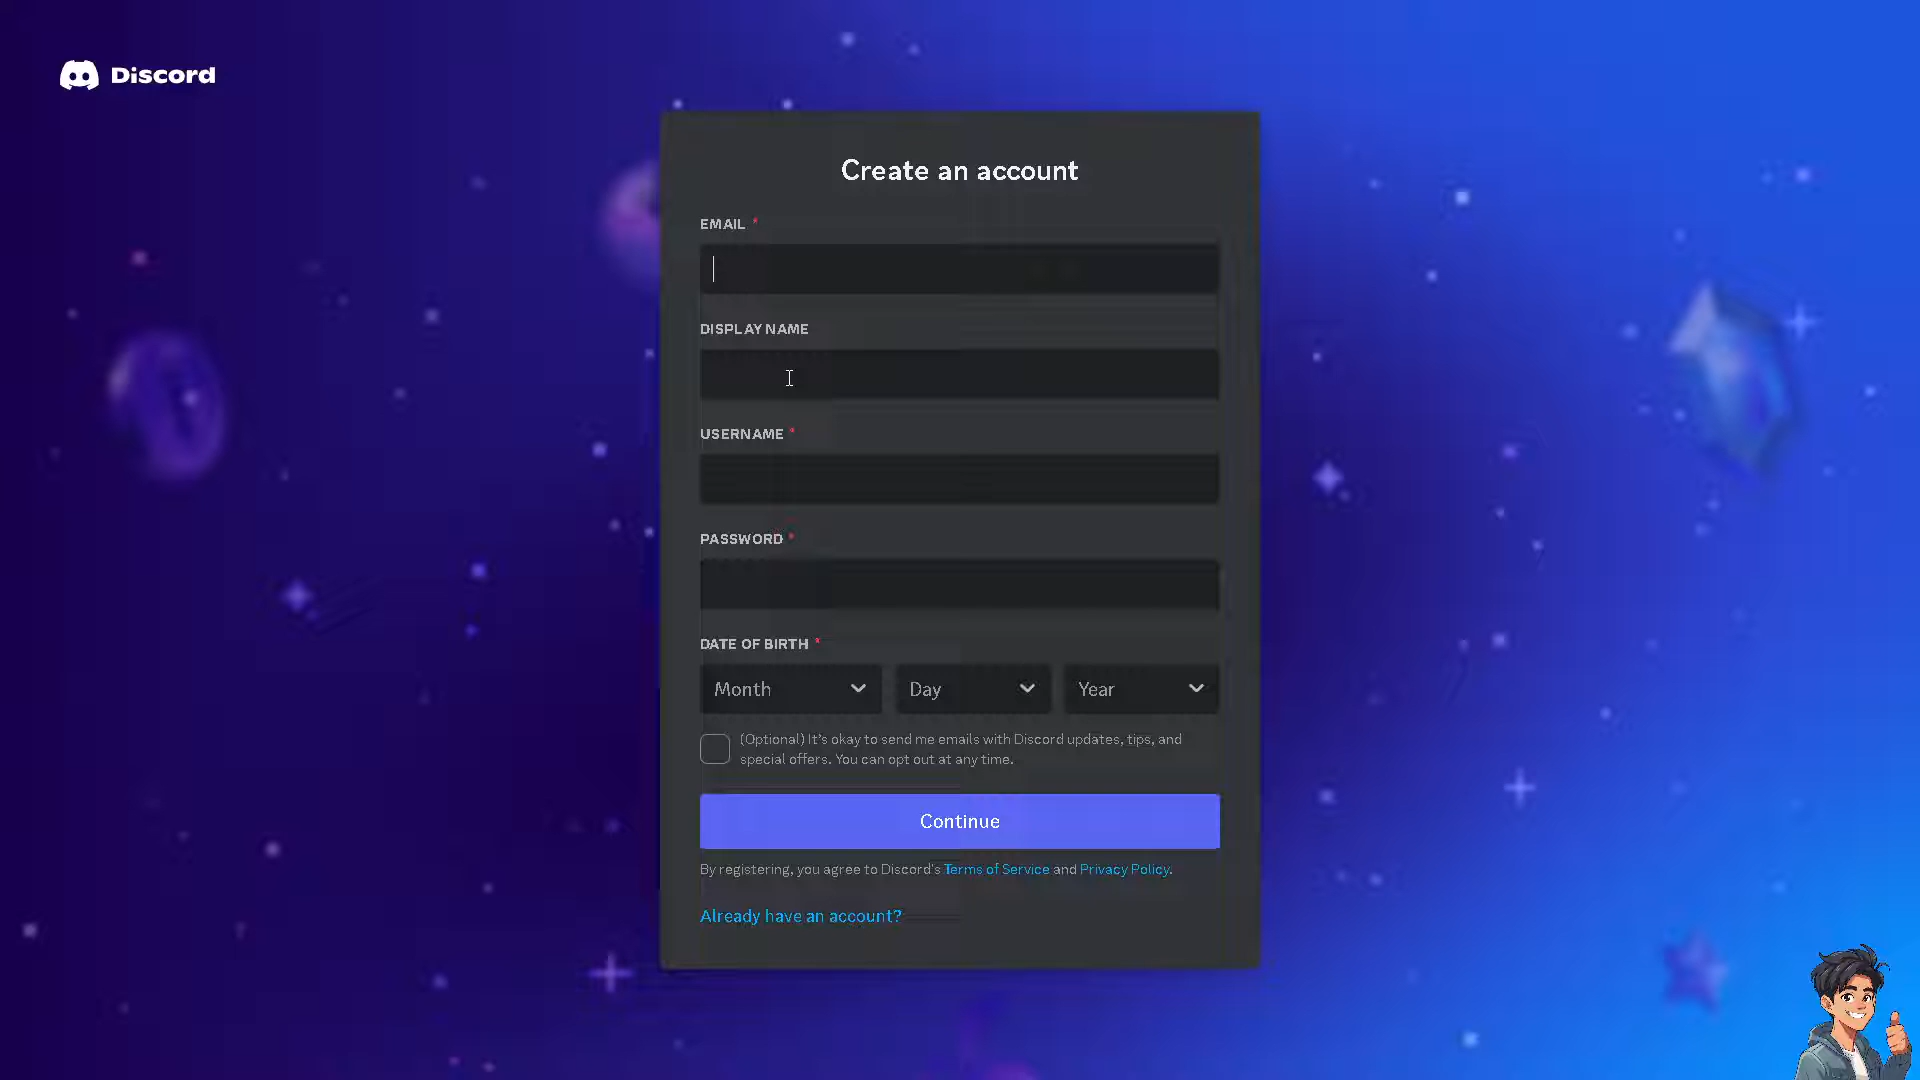 Discord
Create an account
EMAIL *
DISPLAY NAME
USERNAME *
PASSWORD *
DATE OF BIRTH *
Month Day Year
(Optional) It's okay to send me emails with Discord updates, tips, and
special offers. You can opt out at any time.
Continue
By registering, you agree to Discord's Terms of Service and Privacy Policy.
Already have an account?